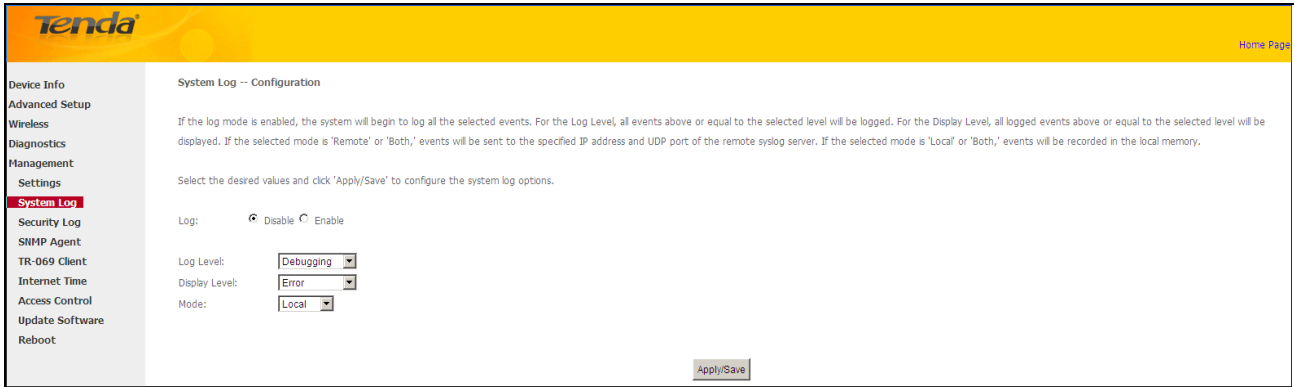 Tenda
Home Page
Device Info
Advanced Setup
Wireless
Diagnostics
Management
Settings
System Log
Security Log
SNMP Agent
TR-069 Client
Internet Time
Access Control
Update Software
Reboot
System Log -- Configuration
If the log mode is enabled, the system will begin to log all the selected events. For the Log Level, all events above or equal to the selected level will be logged. For the Display Level, all logged events above or equal to the selected level will be
displayed. If the selected mode is 'Remote' or 'Both,' events will be sent to the specified IP address and UDP port of the remote syslog server. If the selected mode is 'Local' or 'Both,' events will be recorded in the local memory.
Select the desired values and click 'Apply/Save' to configure the system log options.
Log: Disable Enable
Log Level: Debugging
Display Level: Error
Mode: Local
Apply/Save